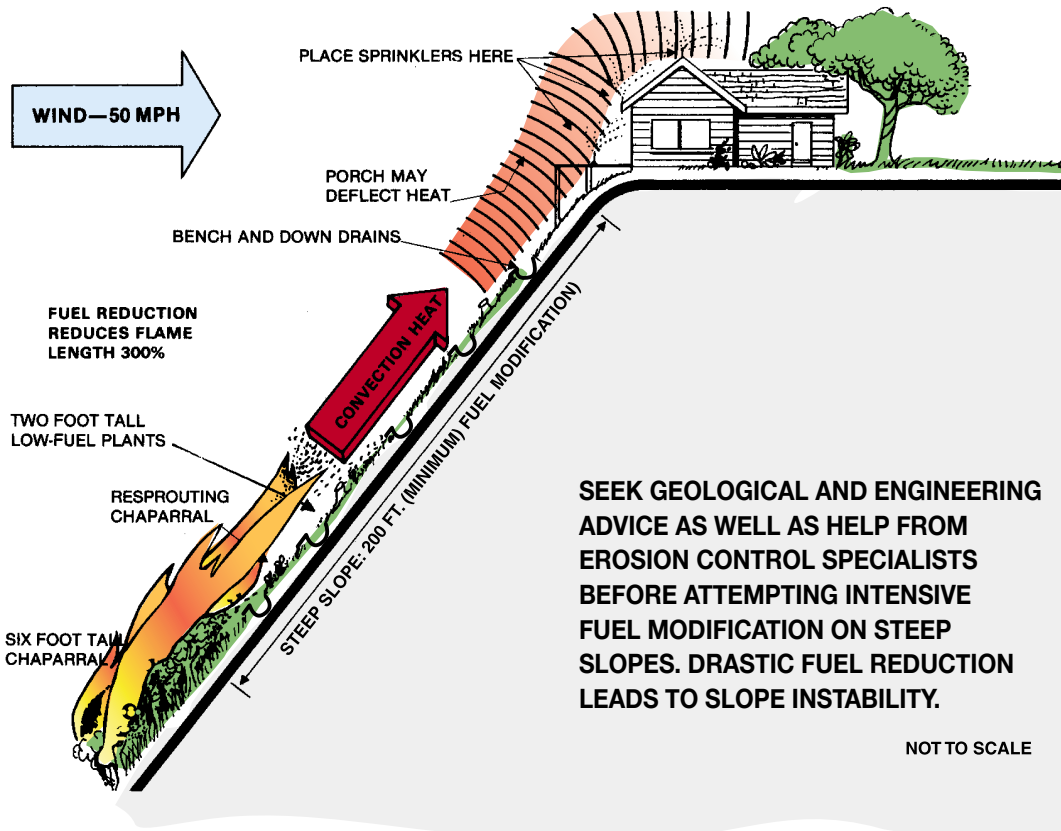 PLACE SPRINKLERS HERE
WIND—50 MPH
PORCH MAY
DEFLECT HEAT
BENCH AND DOWN DRAINS
FUEL REDUCTION
REDUCES FLAME
LENGTH 300%
CONVECTION HEAT
TWO FOOT TALL
LOW-FUEL PLANTS
RESPROUTING
CHAPARRAL
SIX FOOT TALL
CHAPARRAL
STEEP SLOPE: 200 FT. (MINIMUM) FUEL MODIFICATION)
SEEK GEOLOGICAL AND ENGINEERING
ADVICE AS WELL AS HELP FROM
EROSION CONTROL SPECIALISTS
BEFORE ATTEMPTING INTENSIVE
FUEL MODIFICATION ON STEEP
SLOPES. DRASTIC FUEL REDUCTION
LEADS TO SLOPE INSTABILITY.
NOT TO SCALE